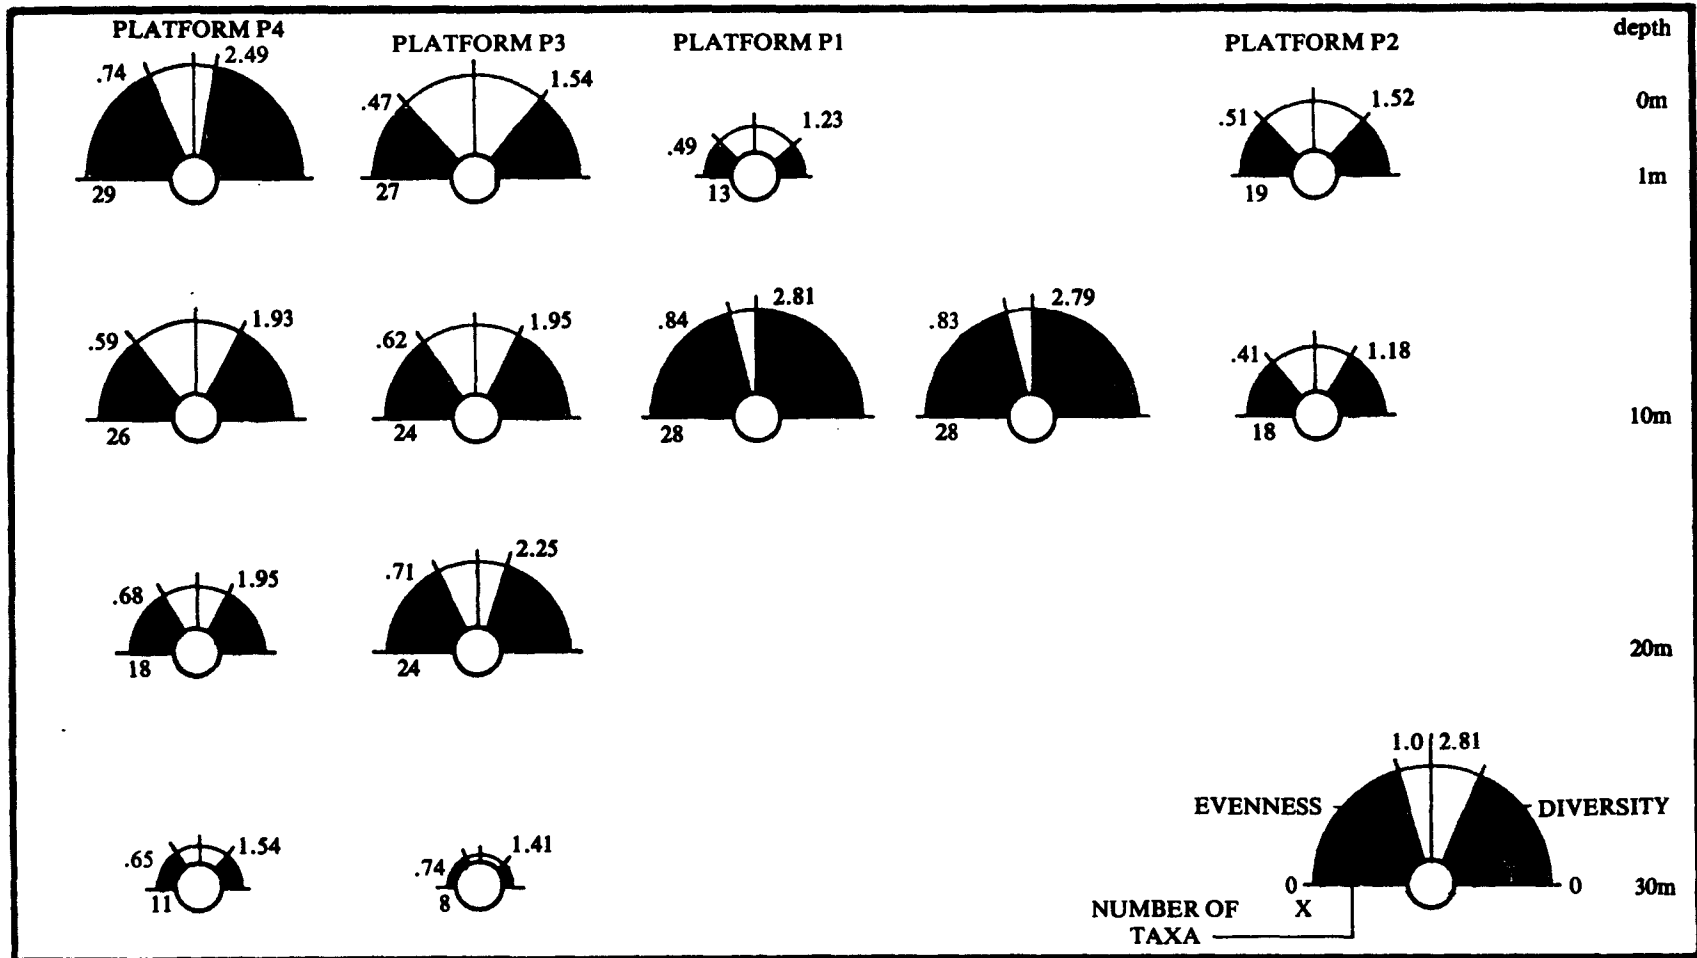 PLATFORM P4 PLATFORM P3 PLATFORM P1 PLATFORM P2 depth
.74 2.49 .47 1.54 .49 1.23 .51 1.52 0m
29 27 13 19 1m
.59 1.93 .62 1.95 .84 2.81 .83 2.79 .41 1.18
26 24 28 28 18 10m
.68 1.95 .71 2.25
18 24 20m
1.0 2.81
EVENNESS DIVERSITY
.65 1.54 .74 1.41
0 0 30m
11 8 NUMBER OF X
TAXA